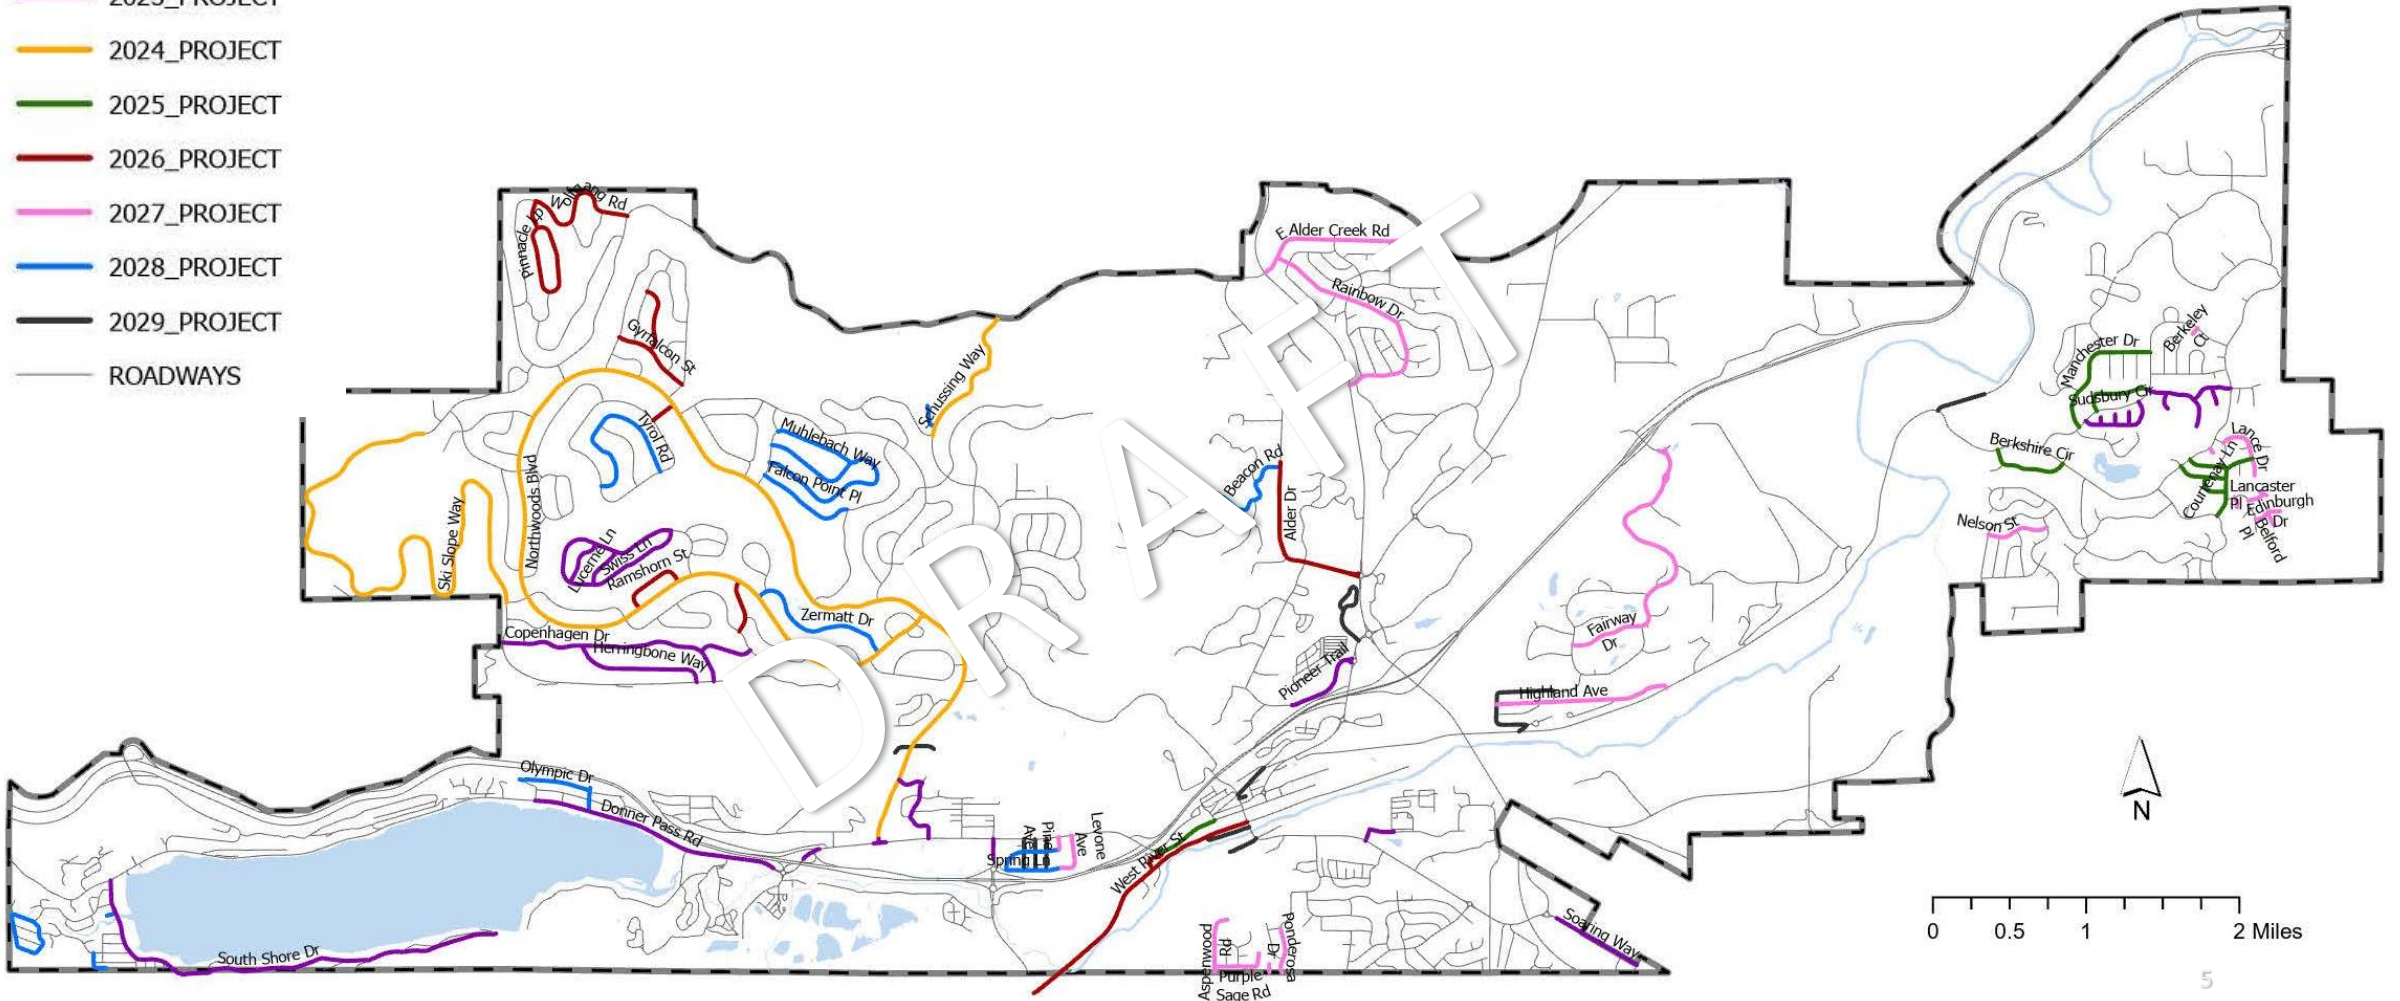 2023_PROJECT
2024_PROJECT
2025_PROJECT
2026_PROJECT
2027_PROJECT
2028_PROJECT
2029_PROJECT
ROADWAYS
DRAFT
Pinnacle Lp
Wolfgang Rd
Gyrfalcon St
Tyrol Rd
Northwoods Blvd
Ski Slope Way
Muhlebach Way
Falcon Point Pl
Schussing Way
Lucerne Ln
Swiss Ln
Ramshorn St
Zermatt Dr
Copenhagen Dr
Herringbone Way
Olympic Dr
Donner Pass Rd
South Shore Dr
Spring Ln
Pine
Ave
Levone
Ave
West River St
E Alder Creek Rd
Rainbow Dr
Beacon Rd
Alder Dr
Pioneer Trail
Highland Ave
Fairway
Dr
Aspenwood
Rd
Purple
Sage Rd
Ponderosa
Dr
Soaring Way
Manchester Dr
Sudsbury Cir
Berkeley
Ct
Berkshire Cir
Nelson St
Courtenay Ln
Lance Dr
Lancaster
Pl
Edinburgh
Dr
Belford
Pl
N
0 0.5 1 2 Miles
5